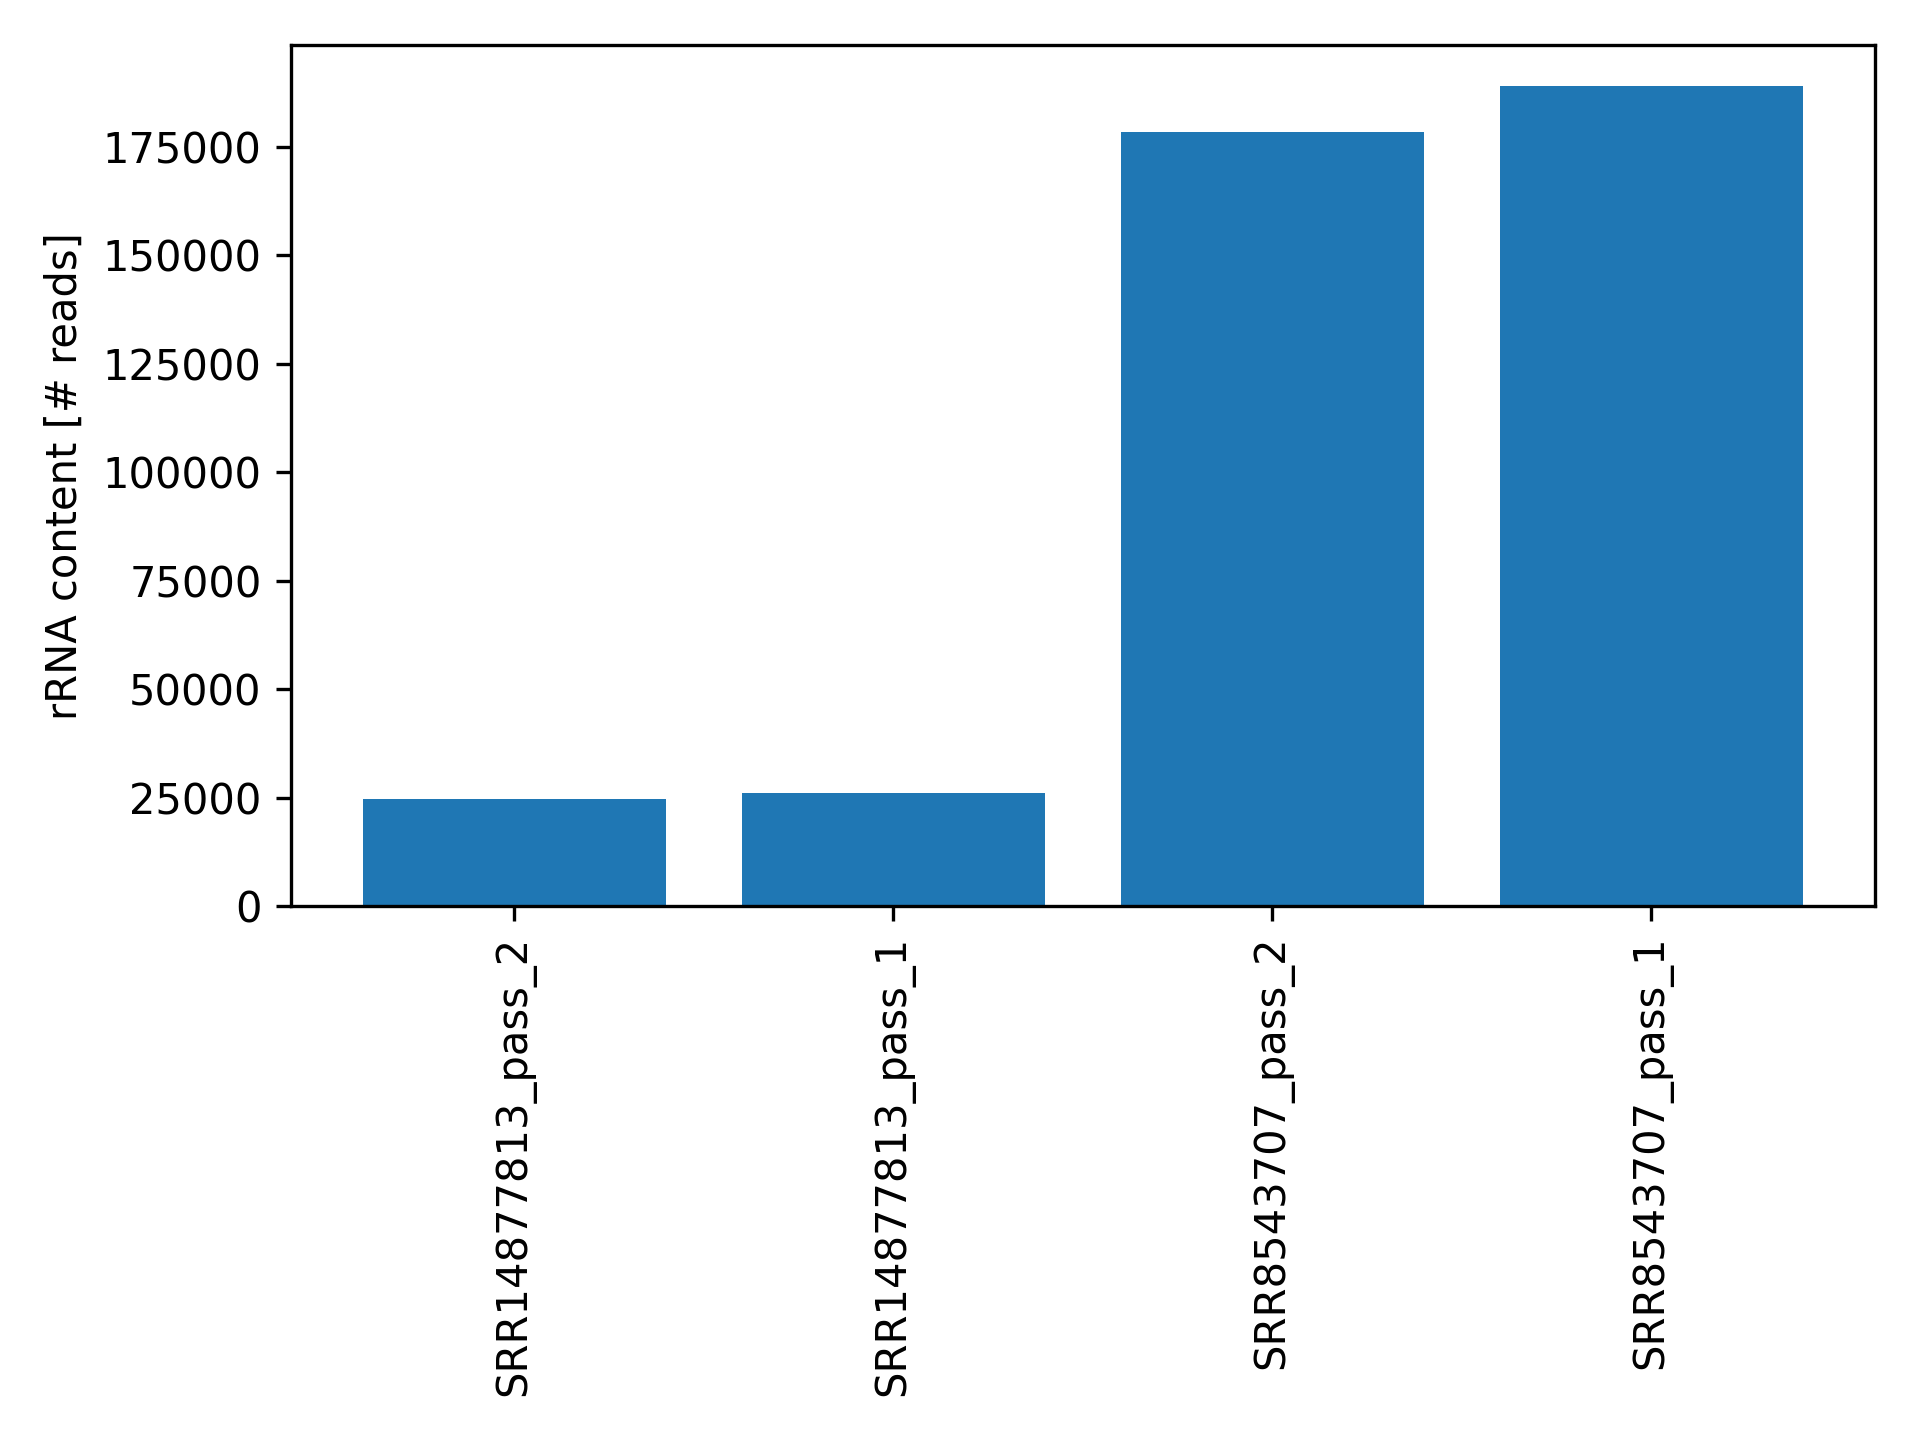 rRNA content [# reads]
175000
150000
125000
100000
75000
50000
25000
0
SRR14877813_pass_2
SRR14877813_pass_1
SRR8543707_pass_2
SRR8543707_pass_1